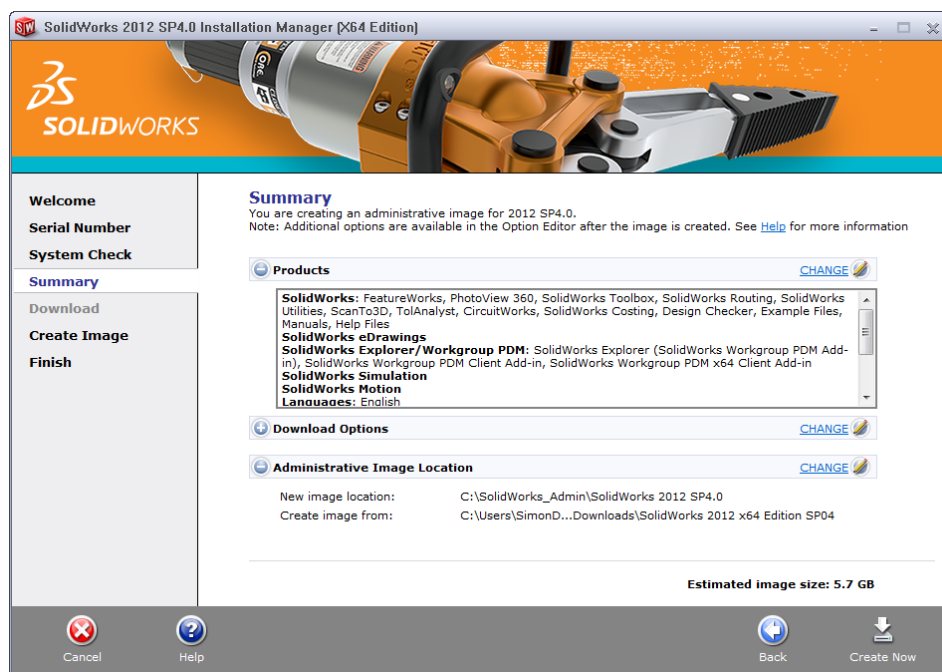 SolidWorks 2012 SP4.0 Installation Manager (X64 Edition)
SOLIDWORKS
Welcome
Serial Number
System Check
Summary
Download
Create Image
Finish
Summary
You are creating an administrative image for 2012 SP4.0.
Note: Additional options are available in the Option Editor after the image is created. See Help for more information
Products CHANGE
SolidWorks: FeatureWorks, PhotoView 360, SolidWorks Toolbox, SolidWorks Routing, SolidWorks
Utilities, ScanTo3D, TolAnalyst, CircuitWorks, SolidWorks Costing, Design Checker, Example Files,
Manuals, Help Files
SolidWorks eDrawings
SolidWorks Explorer/Workgroup PDM: SolidWorks Explorer (SolidWorks Workgroup PDM Add-
in), SolidWorks Workgroup PDM Client Add-in, SolidWorks Workgroup PDM x64 Client Add-in
SolidWorks Simulation
SolidWorks Motion
Languages: English
Download Options CHANGE
Administrative Image Location CHANGE
New image location: C:\SolidWorks_Admin\SolidWorks 2012 SP4.0
Create image from: C:\Users\SimonD...Downloads\SolidWorks 2012 x64 Edition SP04
Estimated image size: 5.7 GB
Cancel Help Back Create Now